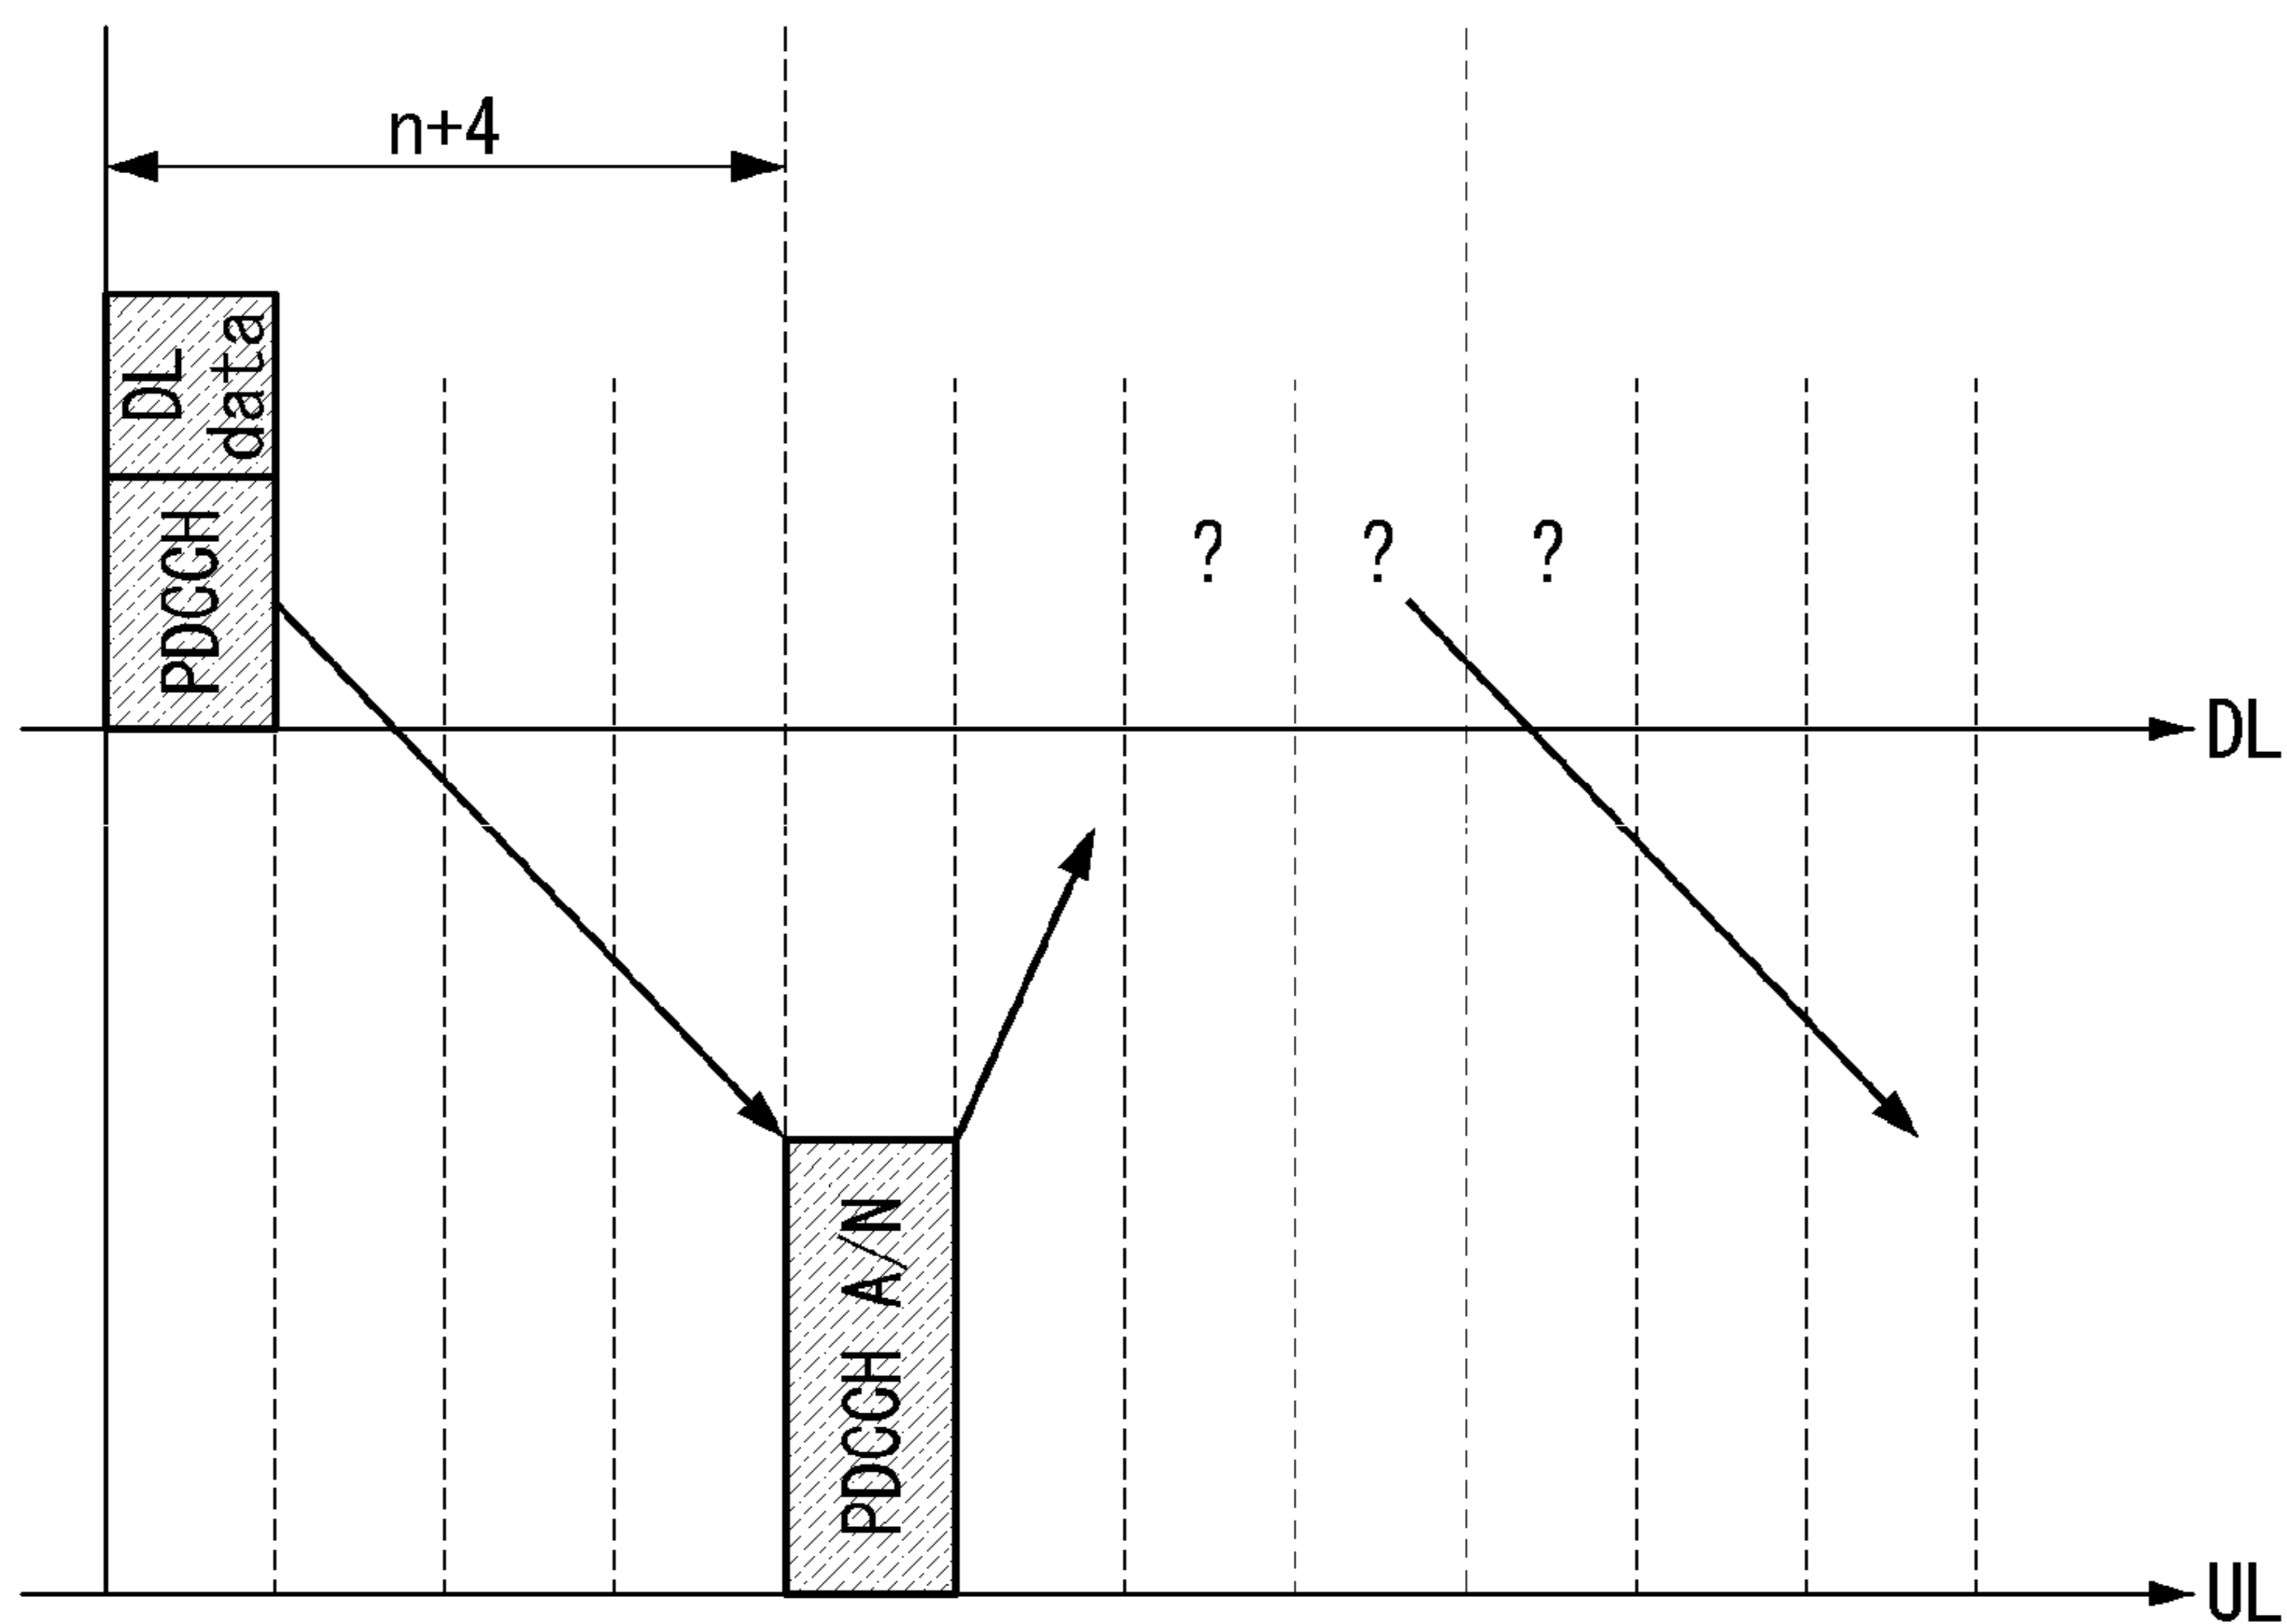 n+4
DL
data
PDCCH
? ? ?
DL
PDCCH A/N
UL